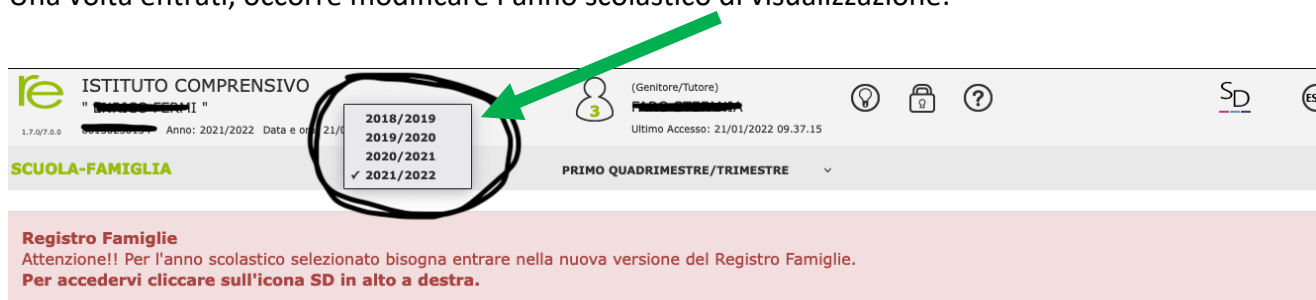 Una volta entrati, occorre modificare l'anno scolastico di visualizzazione:
re
ISTITUTO COMPRENSIVO
(Genitore/Tutore)
SD
3
1.7.0/7.0.0
Anno: 2021/2022 Data e or 21/0
Ultimo Accesso: 21/01/2022 09.37.15
2018/2019
2019/2020
2020/2021
✓ 2021/2022
SCUOLA-FAMIGLIA
PRIMO QUADRIMESTRE/TRIMESTRE
Registro Famiglie
Attenzione!! Per l'anno scolastico selezionato bisogna entrare nella nuova versione del Registro Famiglie.
Per accedervi cliccare sull'icona SD in alto a destra.